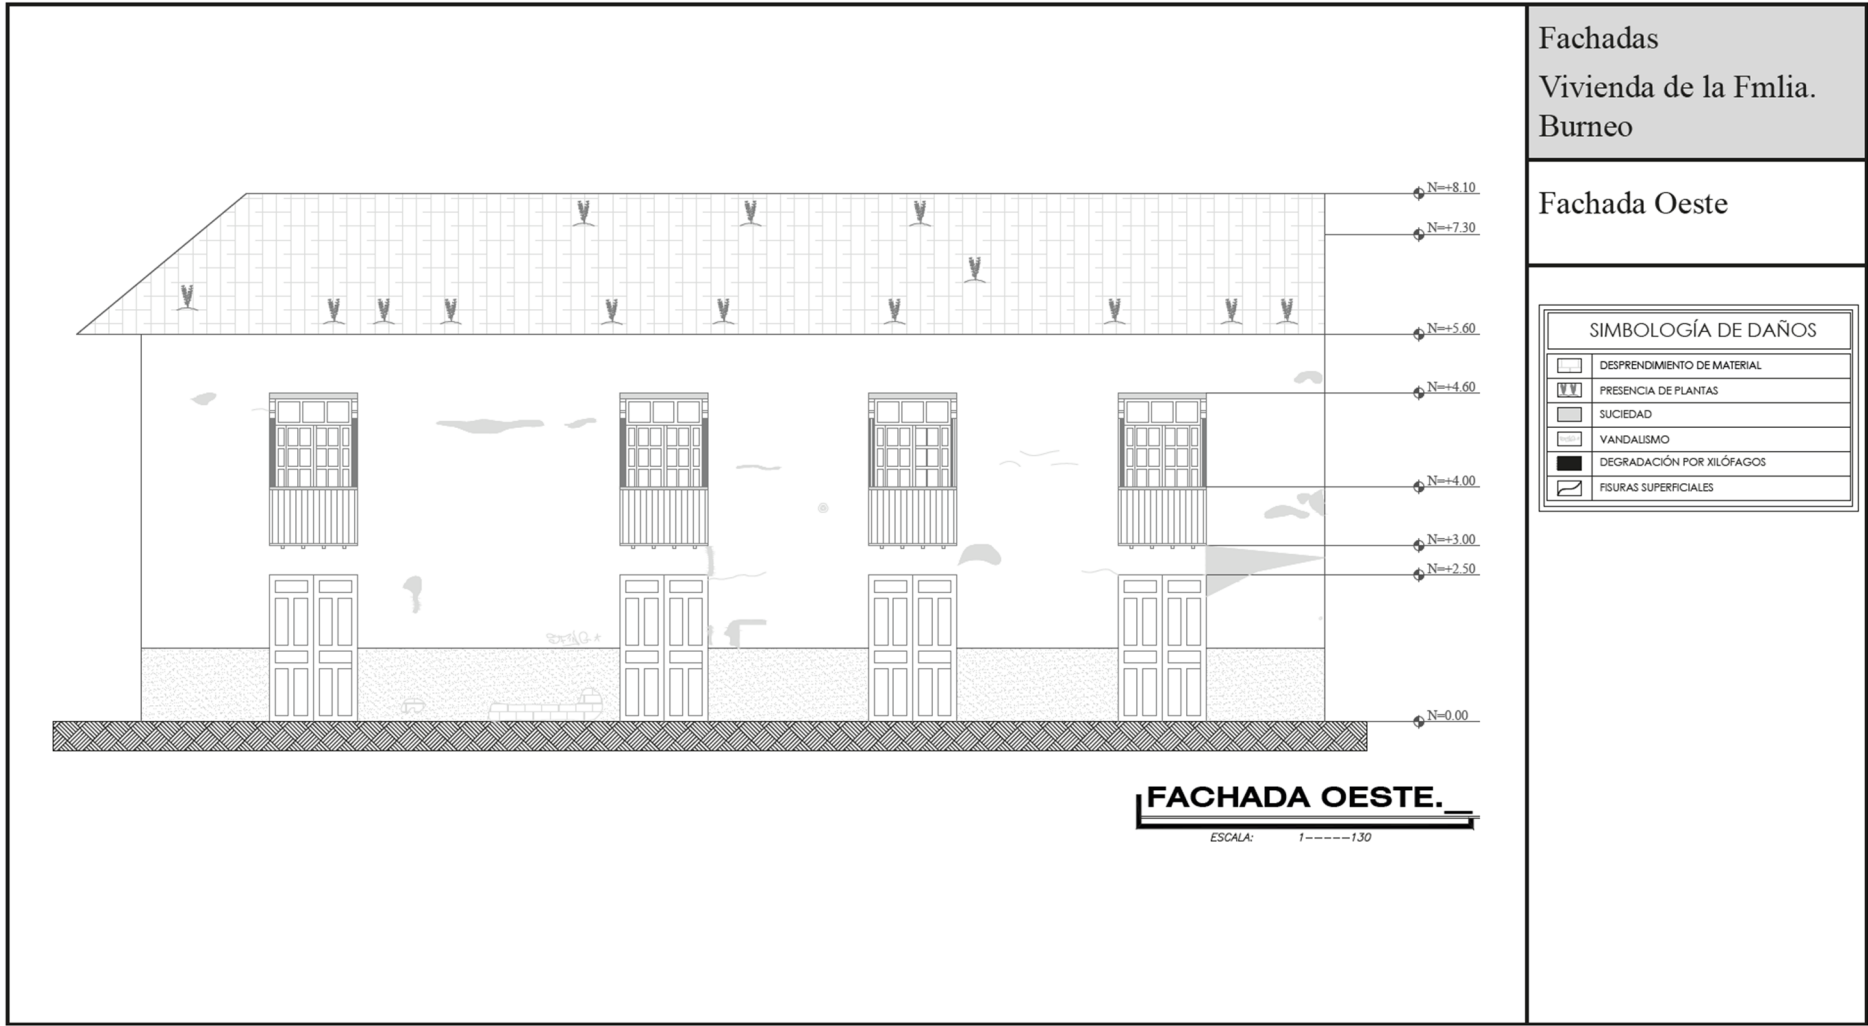 Fachadas
Vivienda de la Fmlia.
Burneo
Fachada Oeste
SIMBOLOGÍA DE DAÑOS
DESPRENDIMIENTO DE MATERIAL
PRESENCIA DE PLANTAS
SUCIEDAD
VANDALISMO
DEGRADACIÓN POR XILÓFAGOS
FISURAS SUPERFICIALES
N=+8.10
N=+7.30
N=+5.60
N=+4.60
N=+4.00
N=+3.00
N=+2.50
N=0.00
FACHADA OESTE.
ESCALA: 1-----130